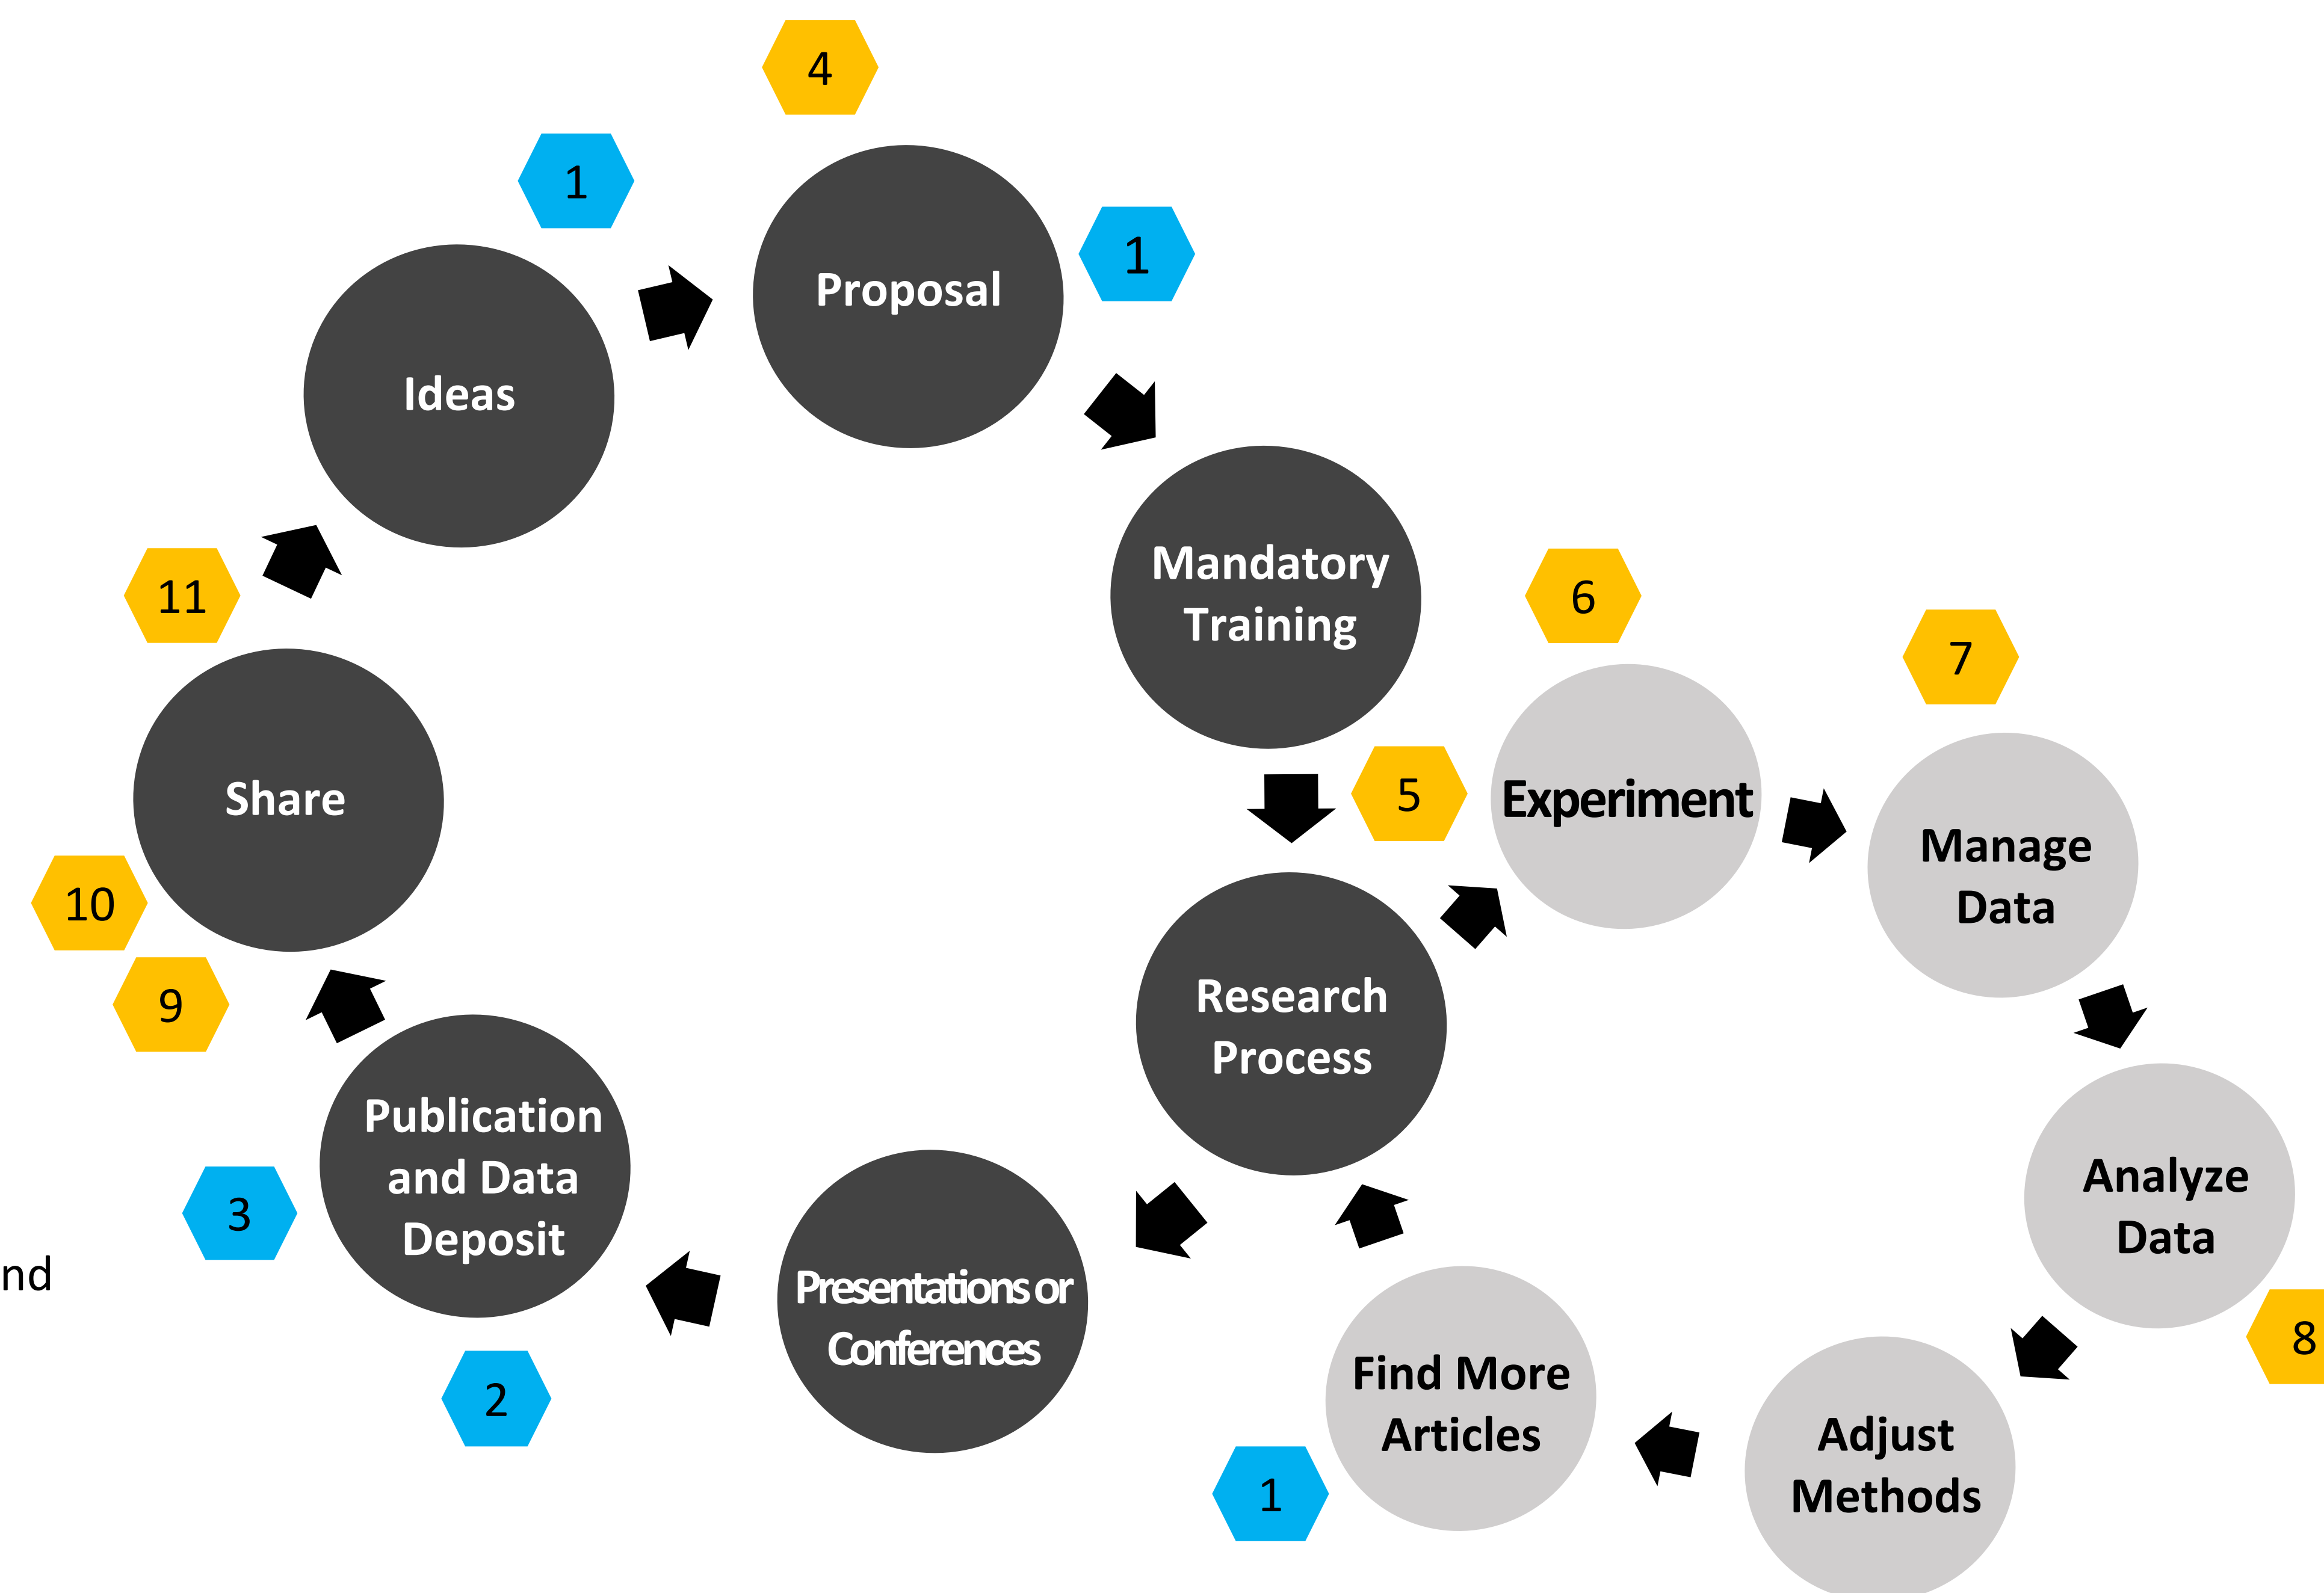 4
1
Proposal
1
Ideas
Mandatory
Training
11
6
7
Share
5
Experiment
Manage
Data
10
9
Research
Process
Publication
and Data
Deposit
3
Analyze
Data
nd
Presentations or
Conferences
8
2
Find More
Articles
1
Adjust
Methods